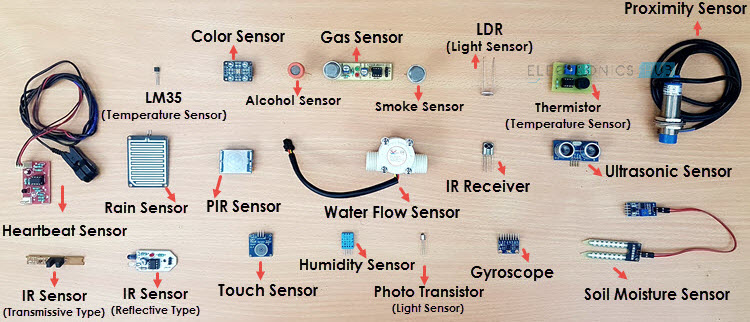 Proximity Sensor
LDR
(Light Sensor)
Color Sensor
Gas Sensor
LM35
(Temperature Sensor)
Alcohol Sensor
Smoke Sensor
Thermistor
(Temperature Sensor)
Heartbeat Sensor
Rain Sensor
PIR Sensor
Water Flow Sensor
IR Receiver
Ultrasonic Sensor
IR Sensor
(Transmissive Type)
IR Sensor
(Reflective Type)
Touch Sensor
Humidity Sensor
Photo Transistor
(Light Sensor)
Gyroscope
Soil Moisture Sensor